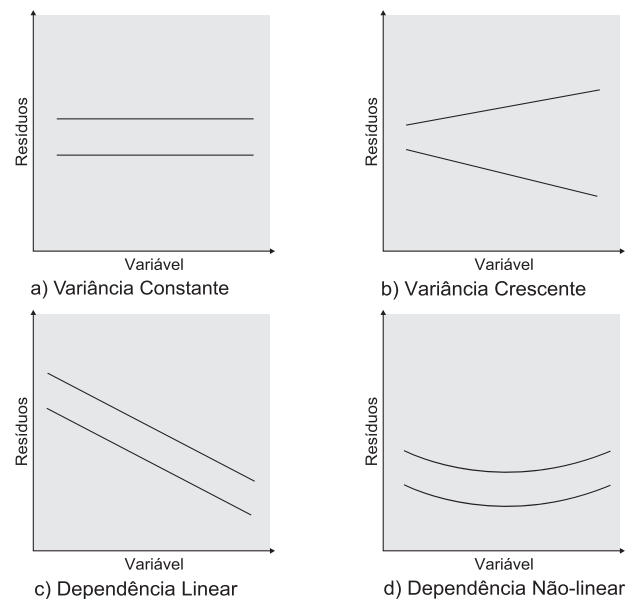 Resíduos
Variável
a) Variância Constante
Resíduos
Variável
b) Variância Crescente
Resíduos
Variável
c) Dependência Linear
Resíduos
Variável
d) Dependência Não-linear